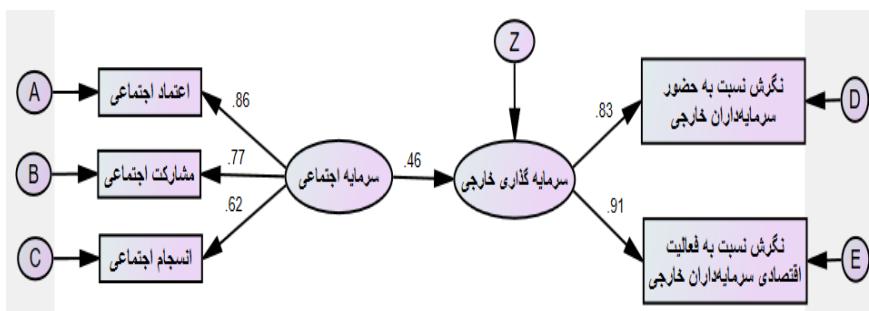 Z
A
اعتماد اجتماعی
.86
نگرش نسبت به حضور
سرمایه‌داران خارجی
.83
D
B
مشارکت اجتماعی
.77
سرمایه اجتماعی
.46
سرمایه گذاری خارجی
.62
.91
C
انسجام اجتماعی
نگرش نسبت به فعالیت
اقتصادی سرمایه‌داران خارجی
E